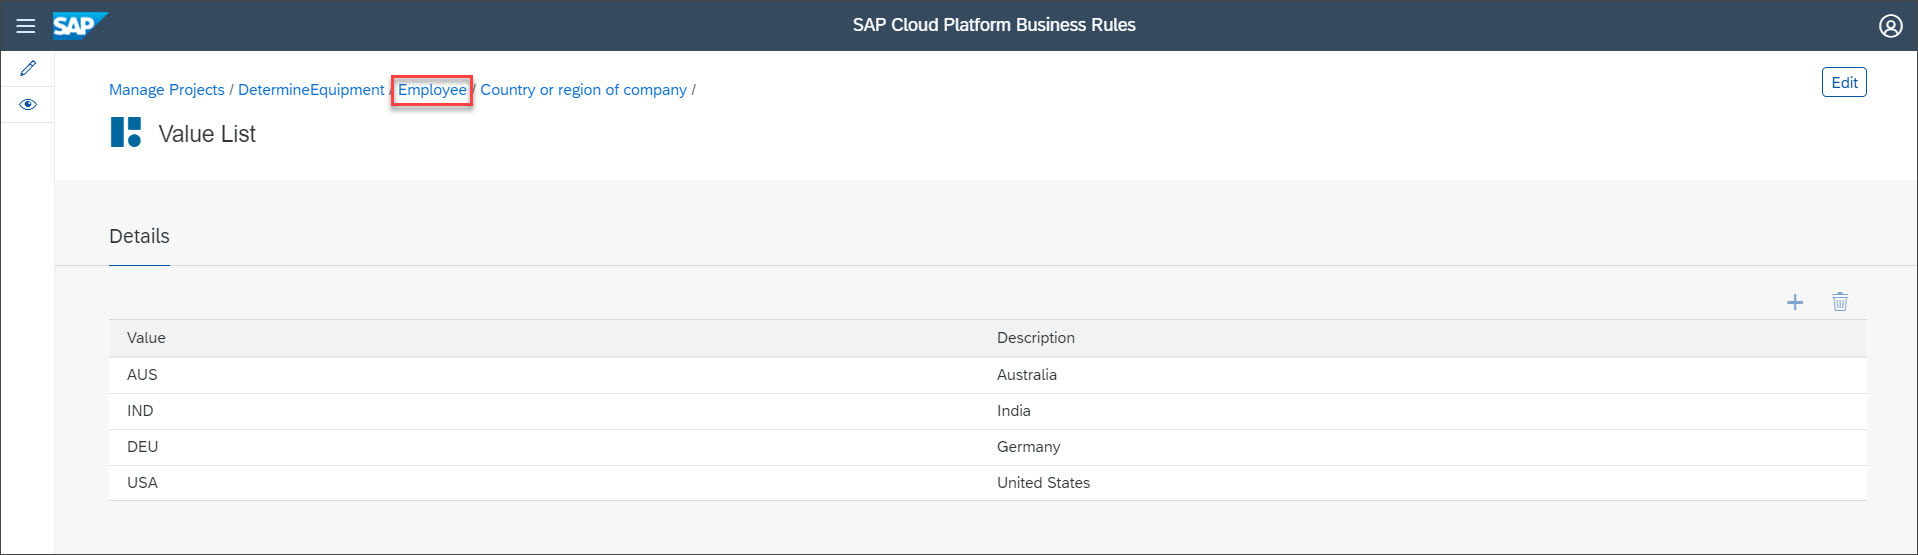 SAP SAP Cloud Platform Business Rules
Manage Projects / DetermineEquipment / Employee / Country or region of company /
Edit
Value List
Details
Value Description
AUS Australia
IND India
DEU Germany
USA United States